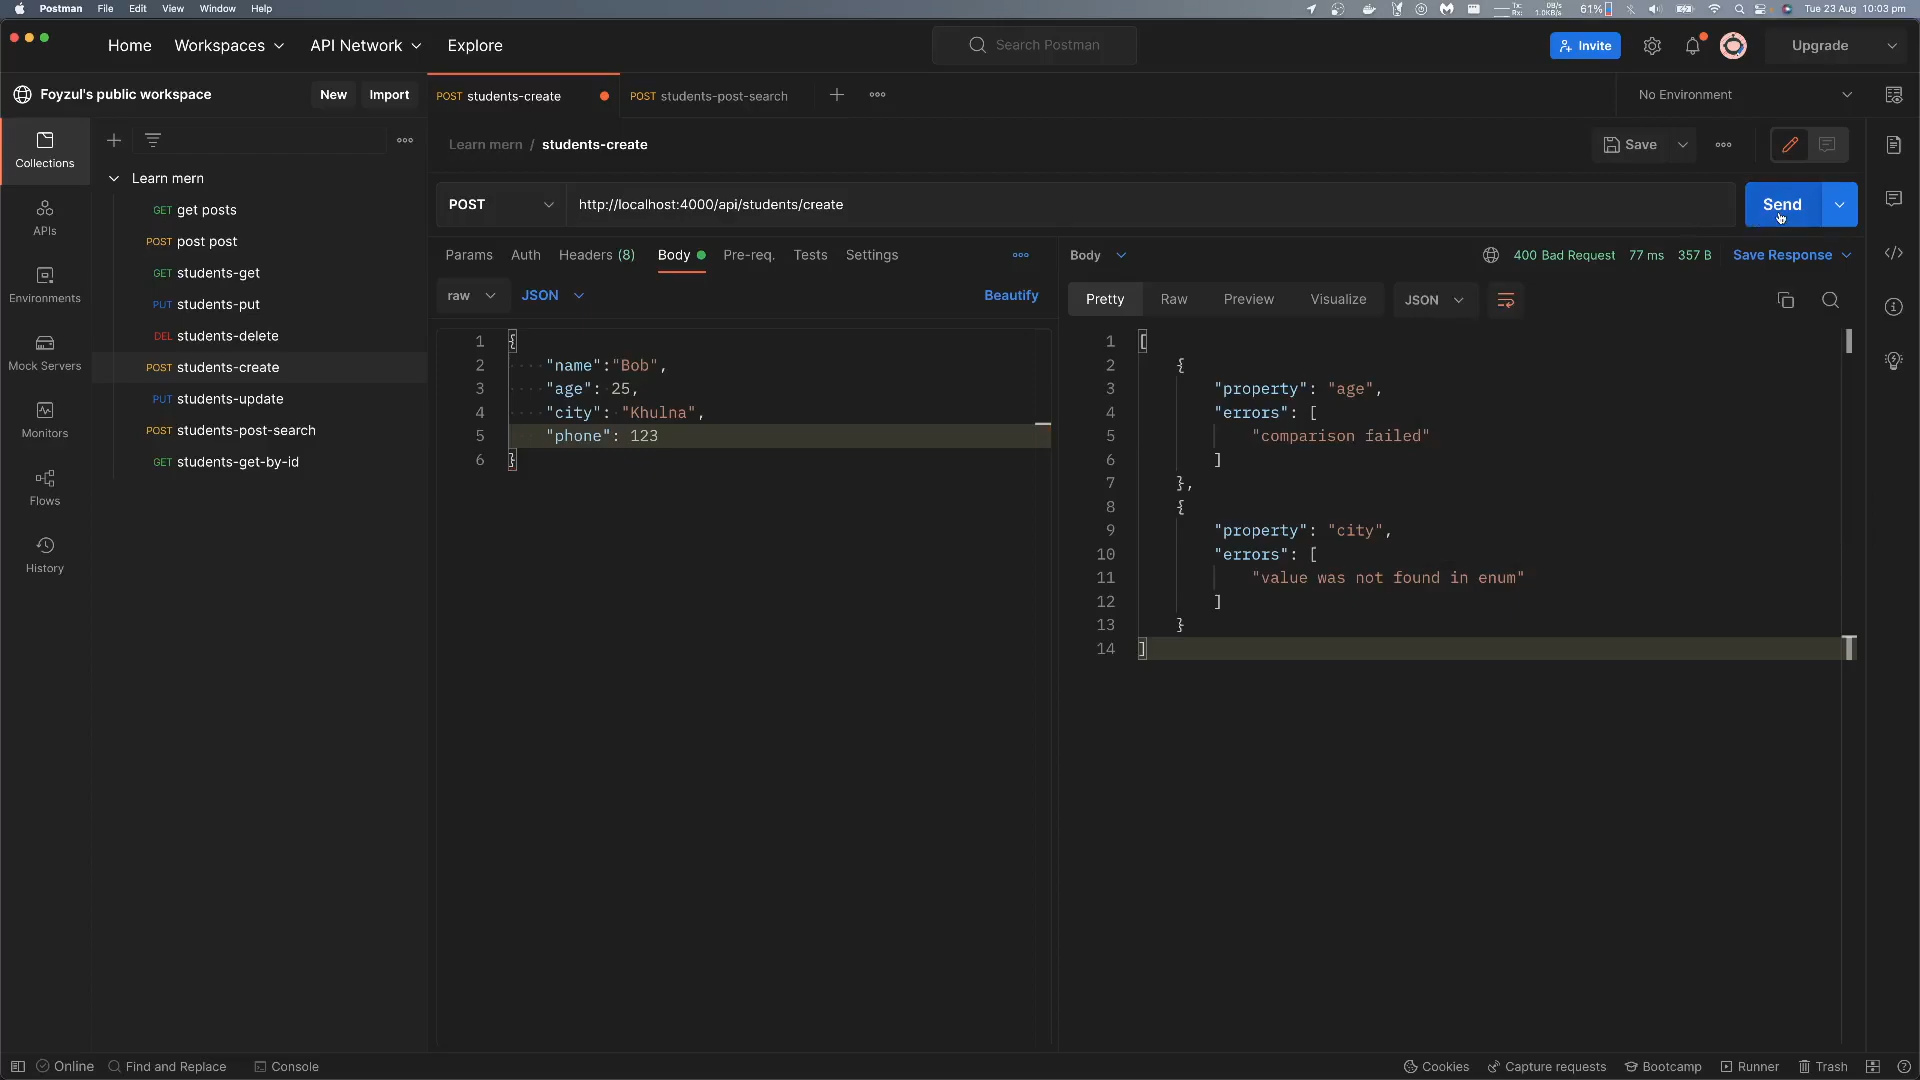 Postman File Edit View Window Help
61% Tue 23 Aug 10:03 pm
Home Workspaces API Network Explore
Search Postman
Invite
Upgrade
Foyzul's public workspace
New Import
POST students-create
POST students-post-search
No Environment
Collections
APIs
Environments
Mock Servers
Monitors
Flows
History
Learn mern
GET get posts
POST post post
GET students-get
PUT students-put
DEL students-delete
POST students-create
PUT students-update
POST students-post-search
GET students-get-by-id
Learn mern / students-create
Save
POST
http://localhost:4000/api/students/create
Send
Params Auth Headers (8) Body Pre-req. Tests Settings
raw JSON
Beautify
1 {
2 "name":"Bob",
3 "age": 25,
4 "city": "Khulna",
5 "phone": 123
6 }
Body
400 Bad Request 77 ms 357 B Save Response
Pretty Raw Preview Visualize JSON
1 [
2 {
3 "property": "age",
4 "errors": [
5 "comparison failed"
6 ]
7 },
8 {
9 "property": "city",
10 "errors": [
11 "value was not found in enum"
12 ]
13 }
14 ]
Online Find and Replace Console
Cookies Capture requests Bootcamp Runner Trash